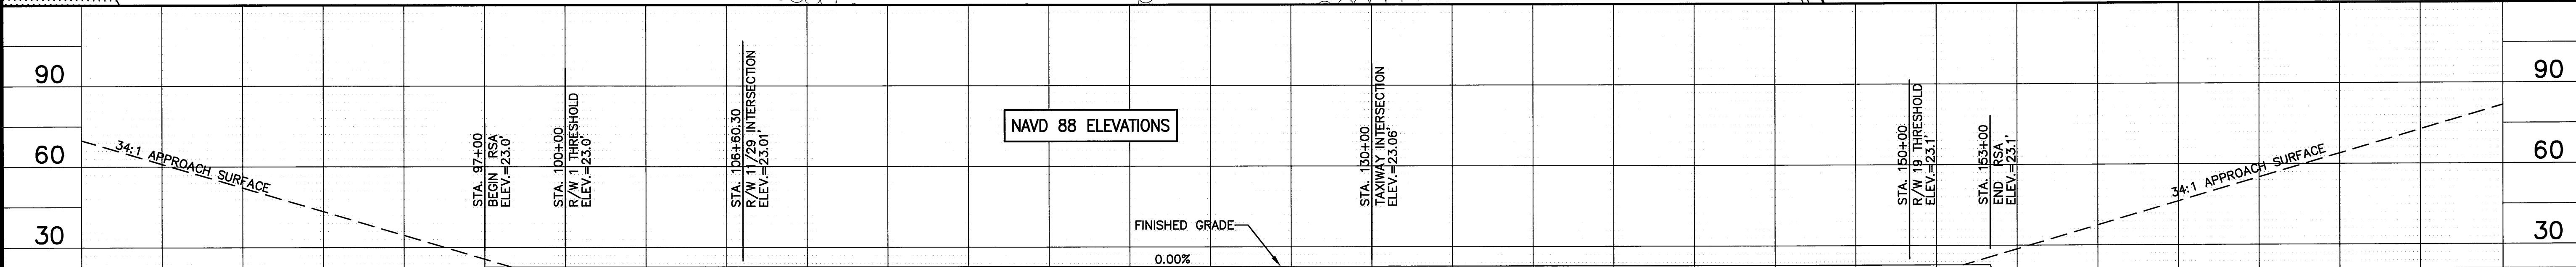 90
60
30
34:1 APPROACH SURFACE
STA. 97+00
BEGIN RSA
ELEV.=23.0'
STA. 100+00
R/W 1 THRESHOLD
ELEV.=23.0'
STA. 106+60.30
R/W 11/29 INTERSECTION
ELEV.=23.01'
NAVD 88 ELEVATIONS
FINISHED GRADE
0.00%
STA. 130+00
TAXIWAY INTERSECTION
ELEV.=23.06'
STA. 150+00
R/W 19 THRESHOLD
ELEV.=23.1'
STA. 153+00
END RSA
ELEV.=23.1'
34:1 APPROACH SURFACE
90
60
30